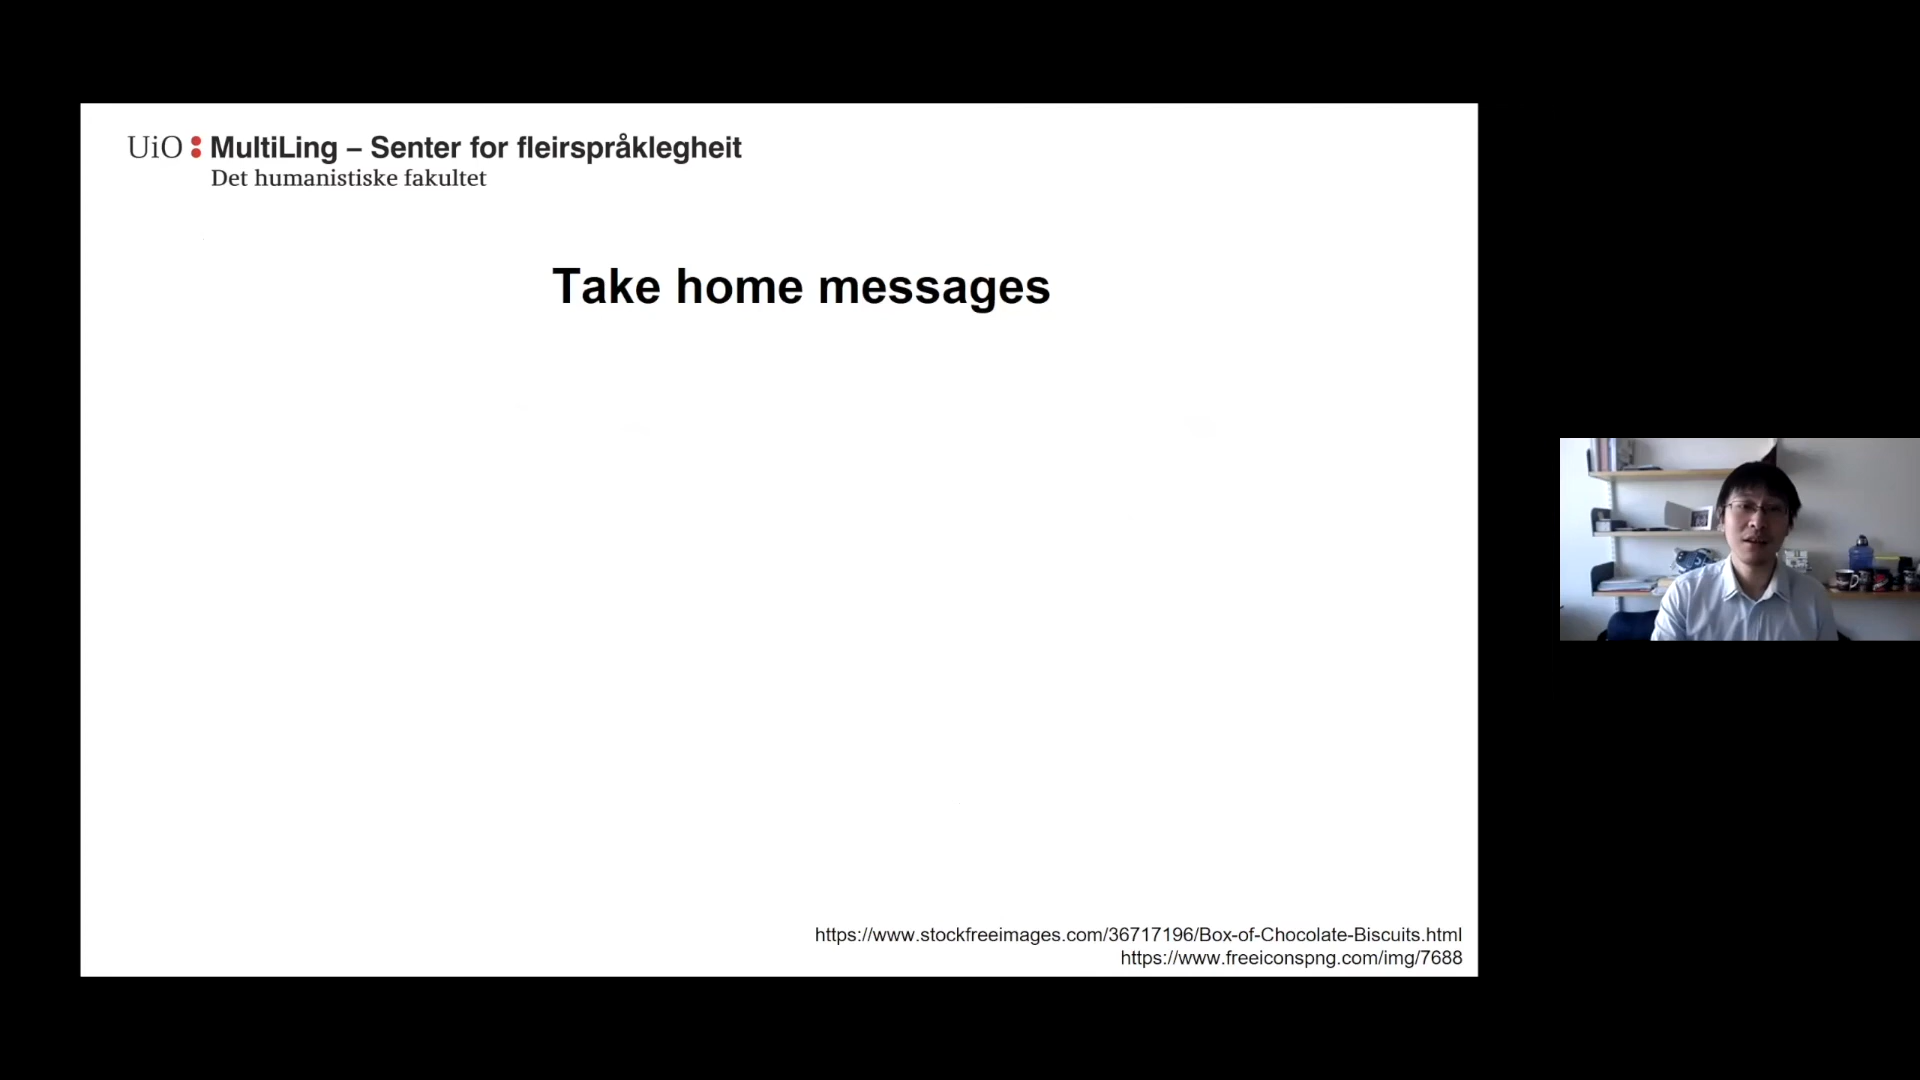 UiO : MultiLing – Senter for fleirspråklegheit
Det humanistiske fakultet
Take home messages
https://www.stockfreeimages.com/36717196/Box-of-Chocolate-Biscuits.html
https://www.freeiconspng.com/img/7688